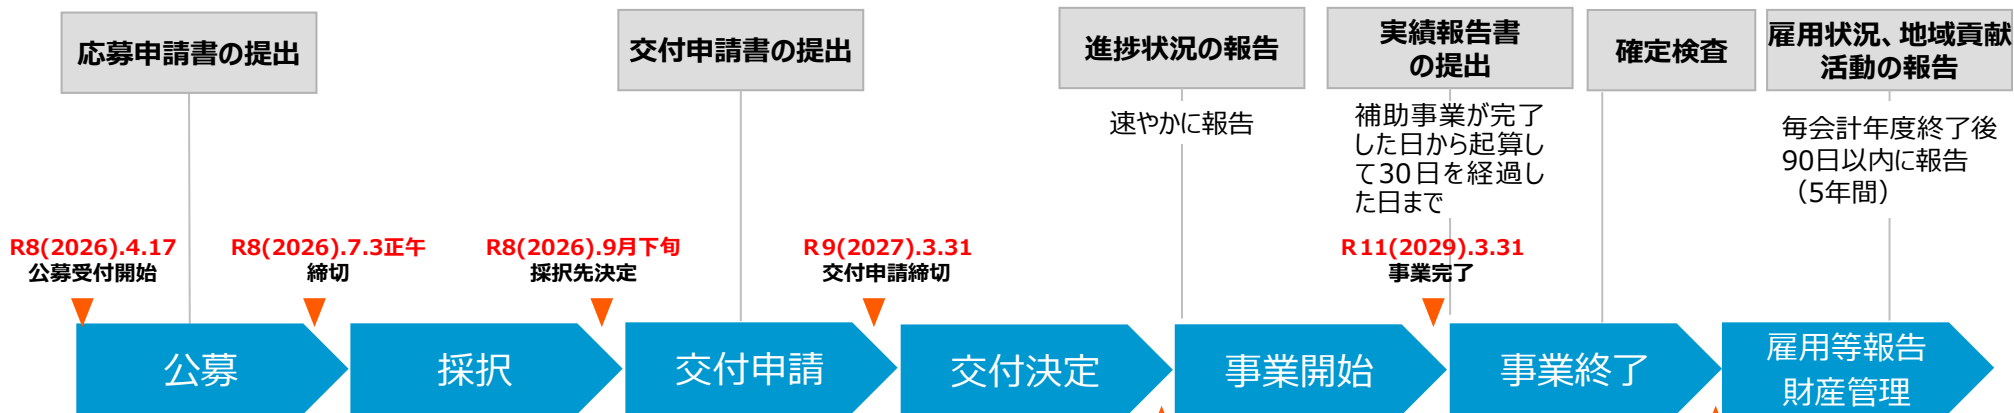 応募申請書の提出
交付申請書の提出
進捗状況の報告
速やかに報告
実績報告書
の提出
補助事業が完了
した日から起算し
て30日を経過し
た日まで
確定検査
雇用状況、地域貢献
活動の報告
毎会計年度終了後
90日以内に報告
（5年間）
R8(2026).4.17
公募受付開始
R8(2026).7.3正午
締切
R8(2026).9月下旬
採択先決定
R９(2027).3.31
交付申請締切
R11(2029).3.31
事業完了
公募
採択
交付申請
交付決定
事業開始
事業終了
雇用等報告
財産管理